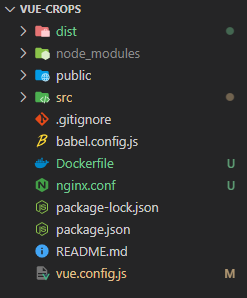 VUE-CROPS
dist
node_modules
public
src
.gitignore
babel.config.js
Dockerfile U
nginx.conf U
package-lock.json
package.json
README.md
vue.config.js M